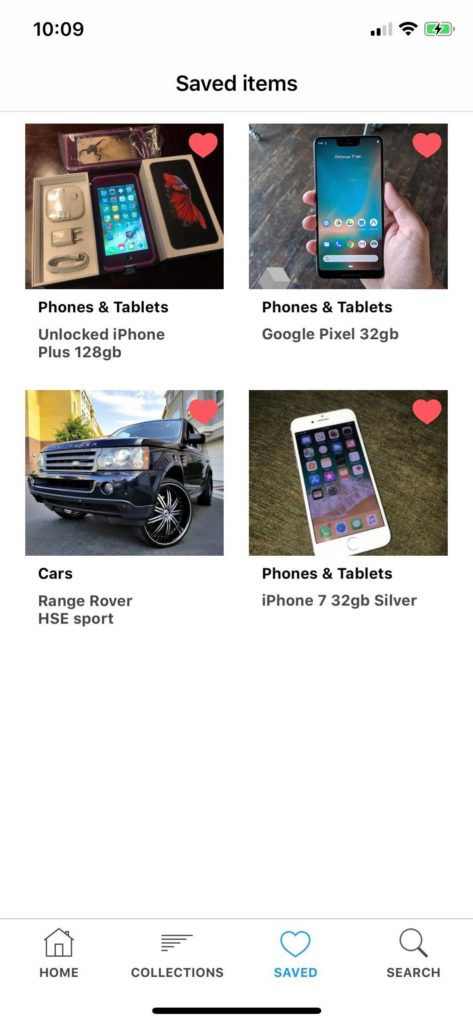 10:09
Saved items
Phones & Tablets
Unlocked iPhone
Plus 128gb
Phones & Tablets
Google Pixel 32gb
Cars
Range Rover
HSE sport
Phones & Tablets
iPhone 7 32gb Silver
HOME
COLLECTIONS
SAVED
SEARCH